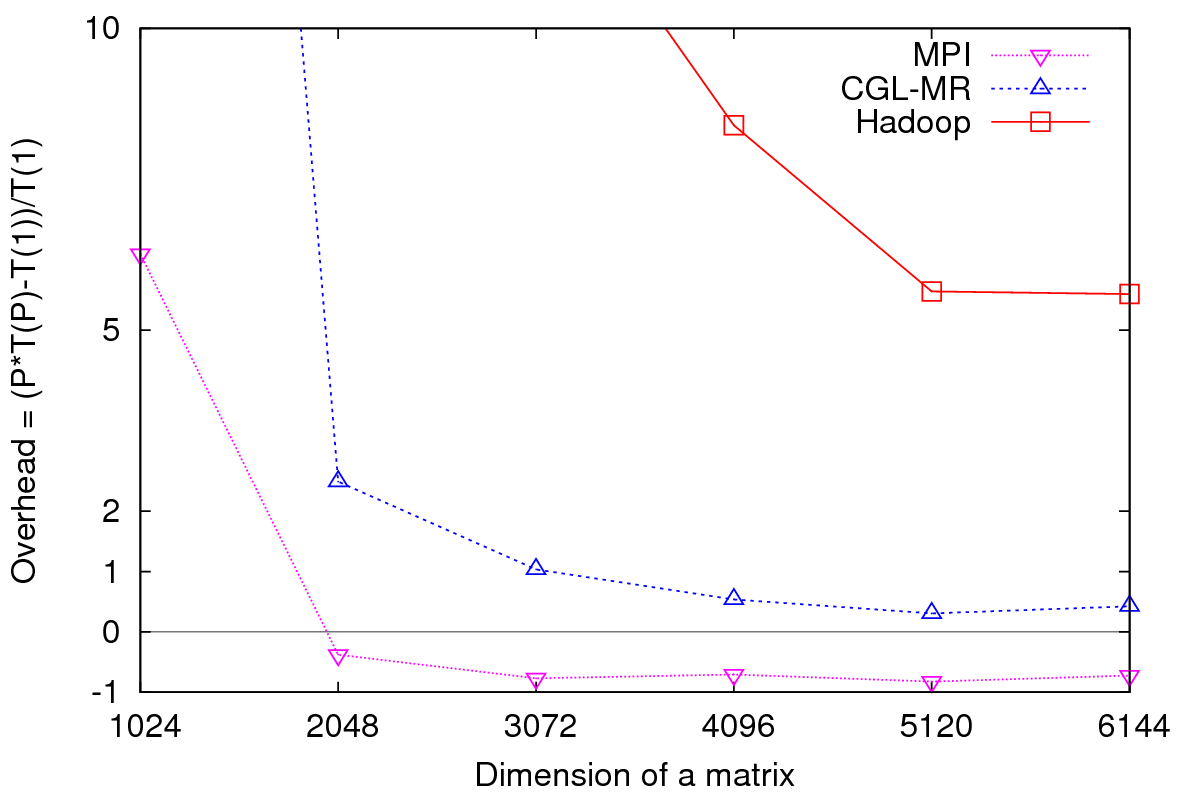 10
5
2
1
0
-1
Overhead = (P*T(P)-T(1))/T(1)
MPI
CGL-MR
Hadoop
1024 2048 3072 4096 5120 6144
Dimension of a matrix